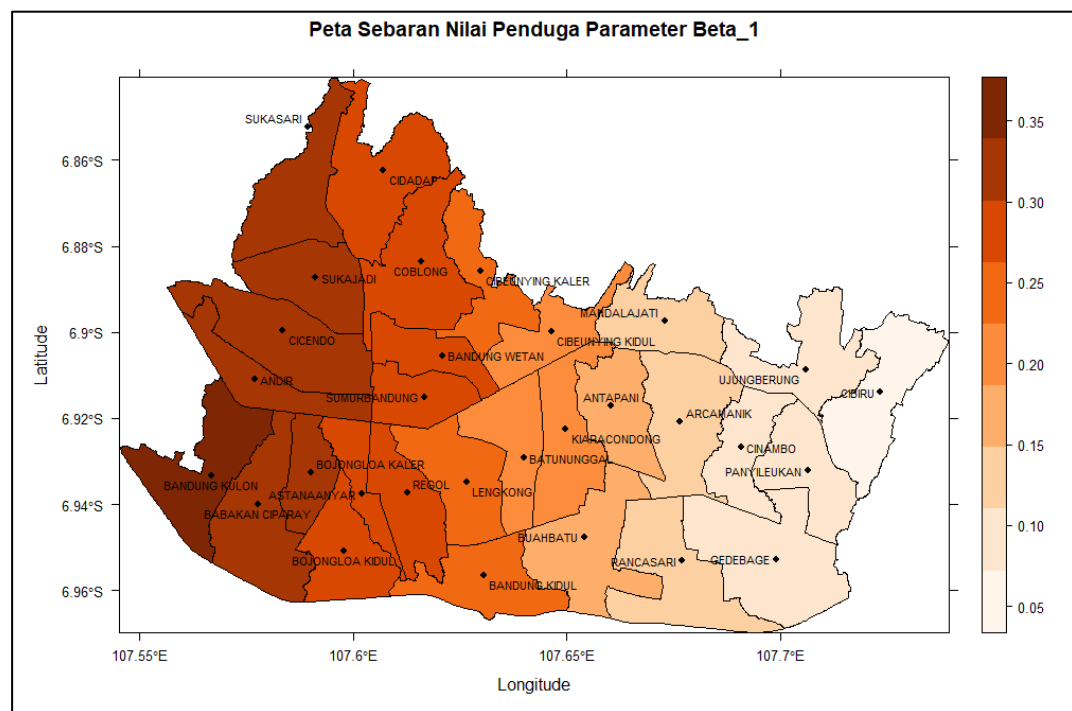 Peta Sebaran Nilai Penduga Parameter Beta_1
SUKASARI
0.35
6.86°S
CIDADAP
0.30
6.88°S
COBLONG
SUKAJADI
CIBEUNYING KALER
0.25
MANDALAJATI
6.9°S
CICENDO
CIBEUNYING KIDUL
BANDUNG WETAN
0.20
Latitude
ANDIR
UJUNGBERUNG
CIBIRU
SUMURBANDUNG
ANTAPANI
6.92°S
ARCAMANIK
0.15
KIARACONDONG
CINAMBO
BOJONGLOA KALER
BATUNUNGGAL
PANYILEUKAN
BANDUNG KULON
ASTANAANYAR
REGOL
LENGKONG
6.94°S
BABAKAN CIPARAY
0.10
BUAHBATU
BOJONGLOA KIDUL
RANCASARI
GEDEBAGE
BANDUNG KIDUL
6.96°S
0.05
107.55°E
107.6°E
107.65°E
107.7°E
Longitude